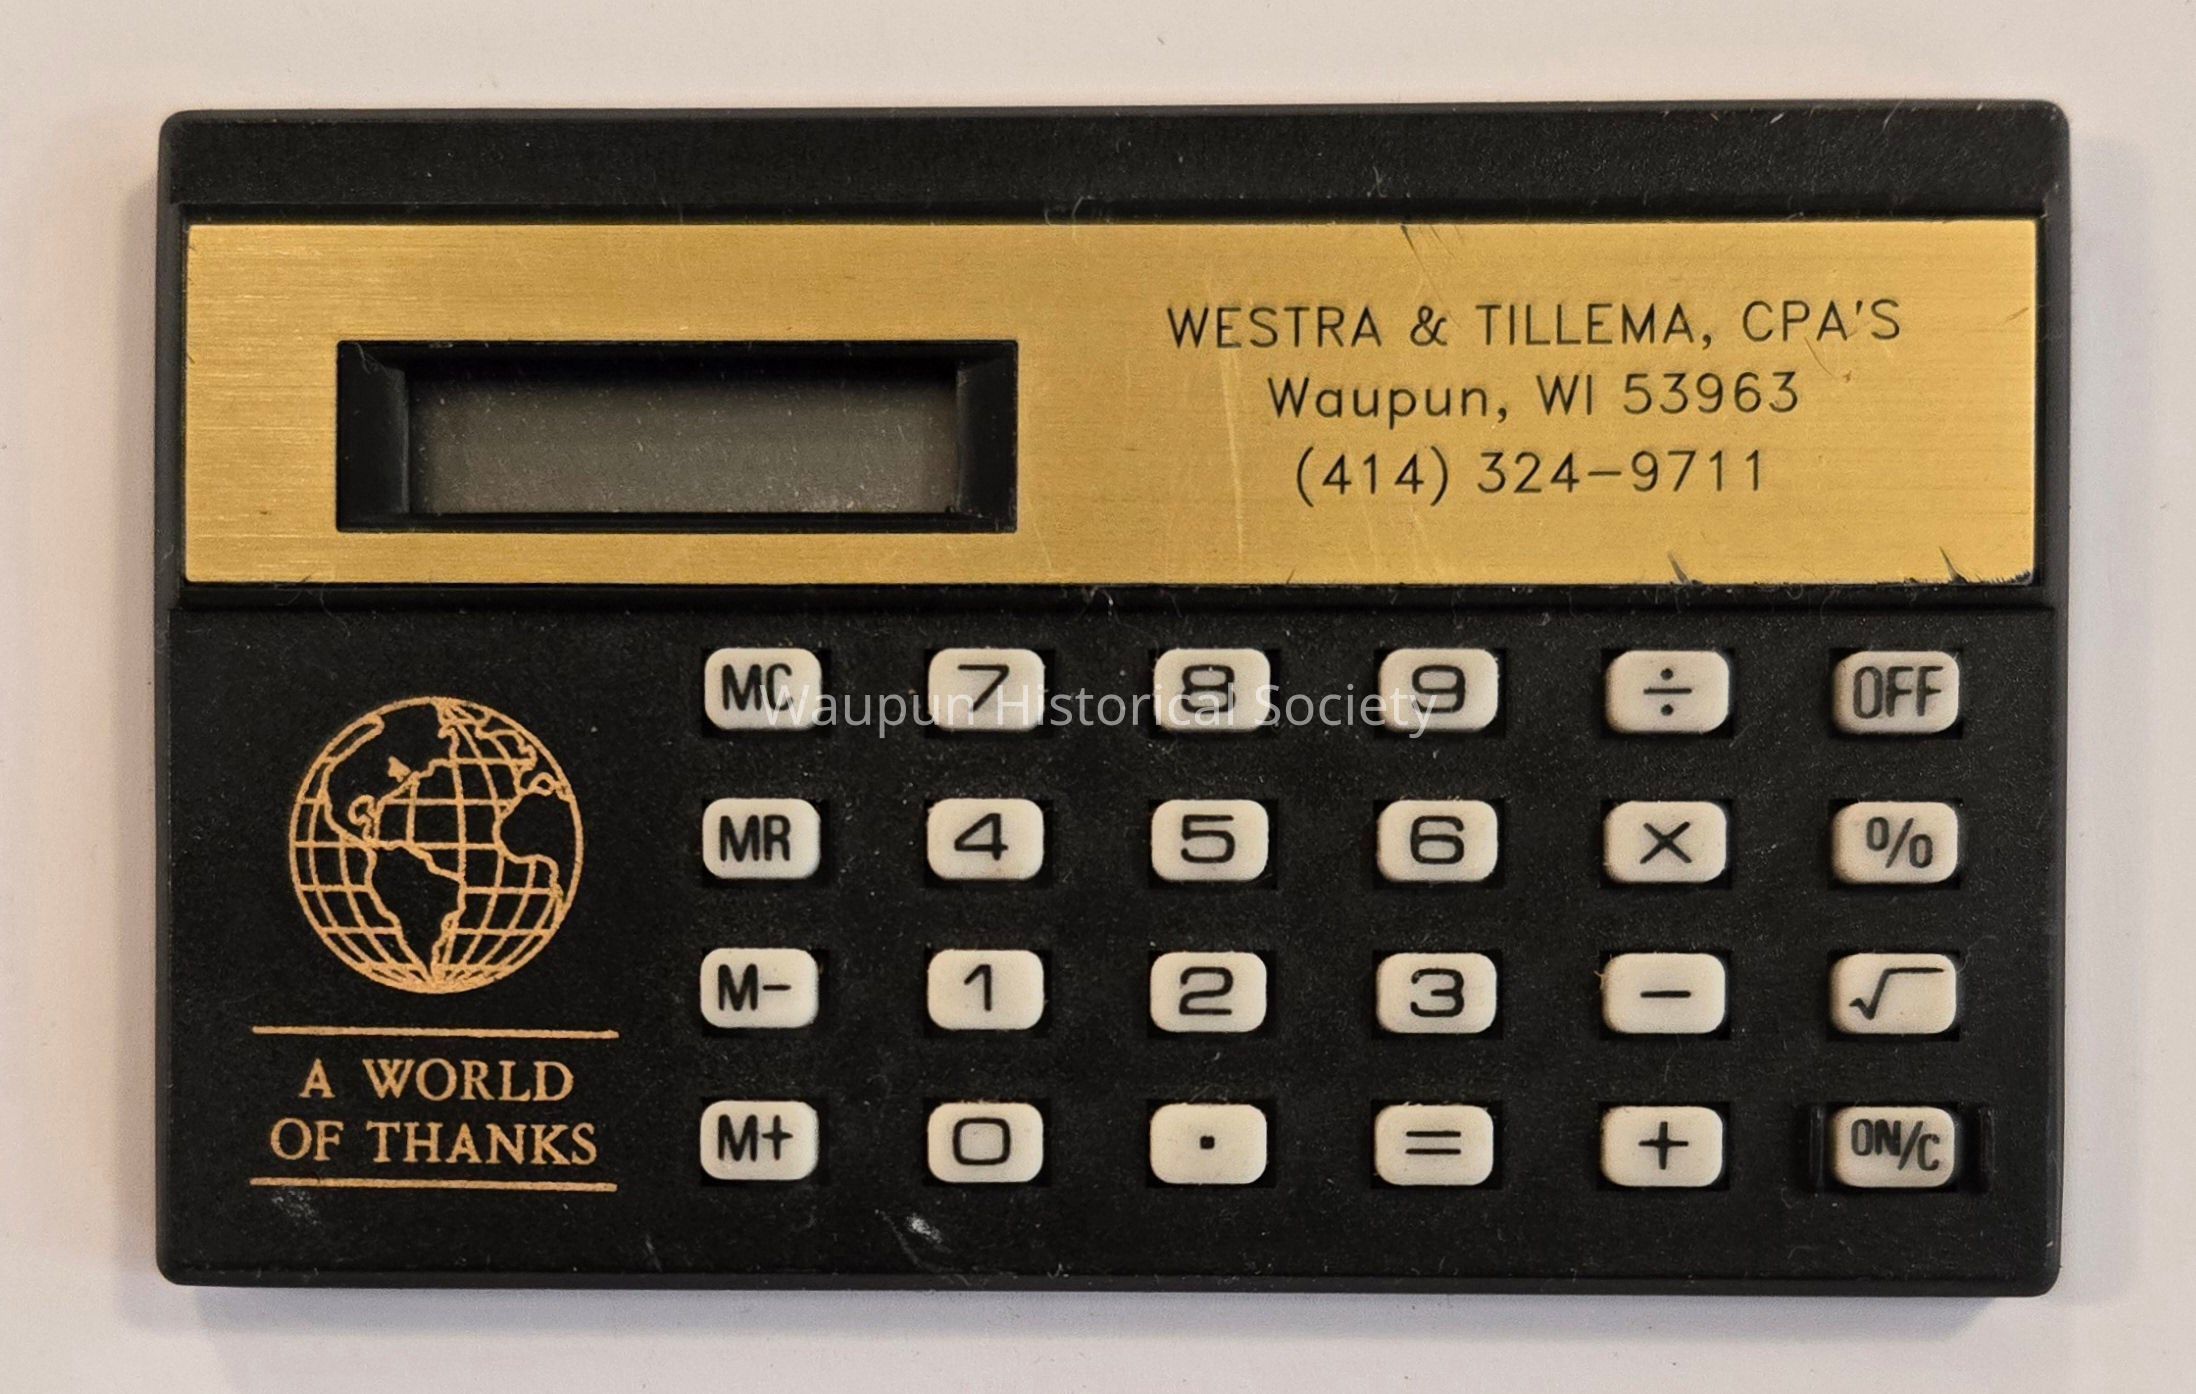 WESTRA & TILLEMA, CPA'S
Waupun, WI 53963
(414) 324-9711
MC 7 8 9 ÷ OFF
Waupun Historical Society
MR 4 5 6 × %
M- 1 2 3 - √
M+ 0 . = + ON/C
A WORLD
OF THANKS